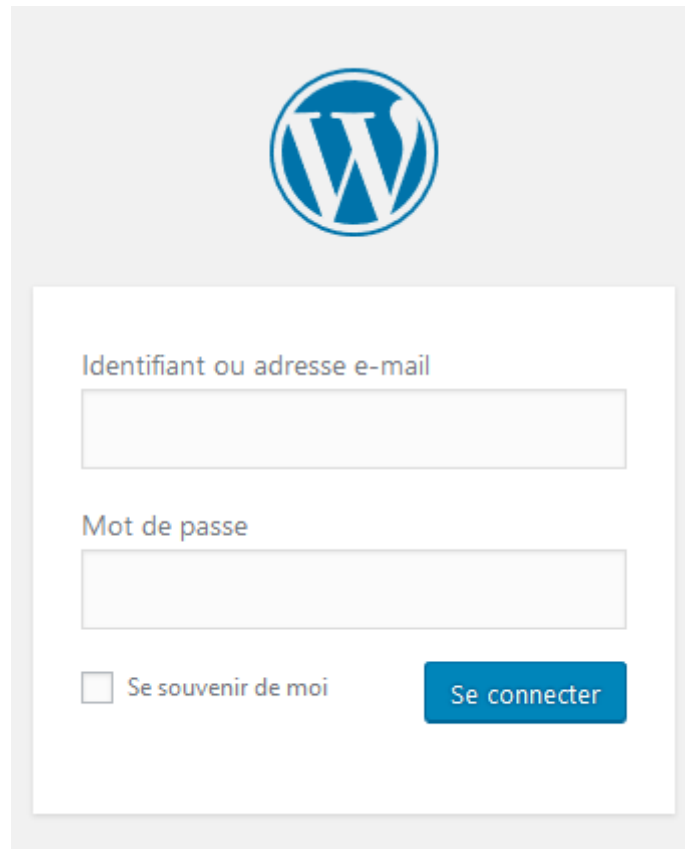 Identifiant ou adresse e-mail
Mot de passe
Se souvenir de moi
Se connecter